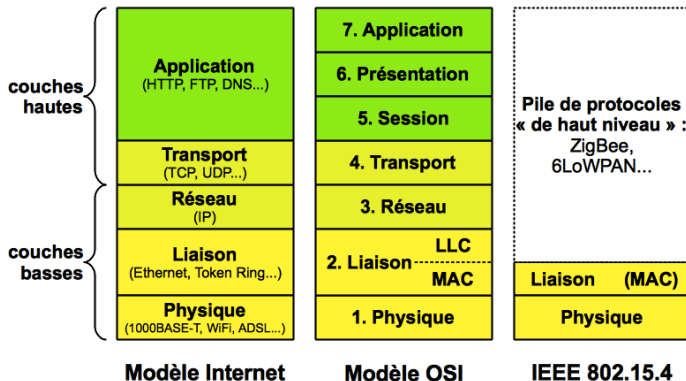 couches
hautes
couches
basses
Application
(HTTP, FTP, DNS...)
Transport
(TCP, UDP...)
Réseau
(IP)
Liaison
(Ethernet, Token Ring...)
Physique
(1000BASE-T, WiFi, ADSL...)
Modèle Internet
7. Application
6. Présentation
5. Session
4. Transport
3. Réseau
2. Liaison
LLC
MAC
1. Physique
Modèle OSI
Pile de protocoles
« de haut niveau » :
ZigBee,
6LoWPAN...
Liaison (MAC)
Physique
IEEE 802.15.4